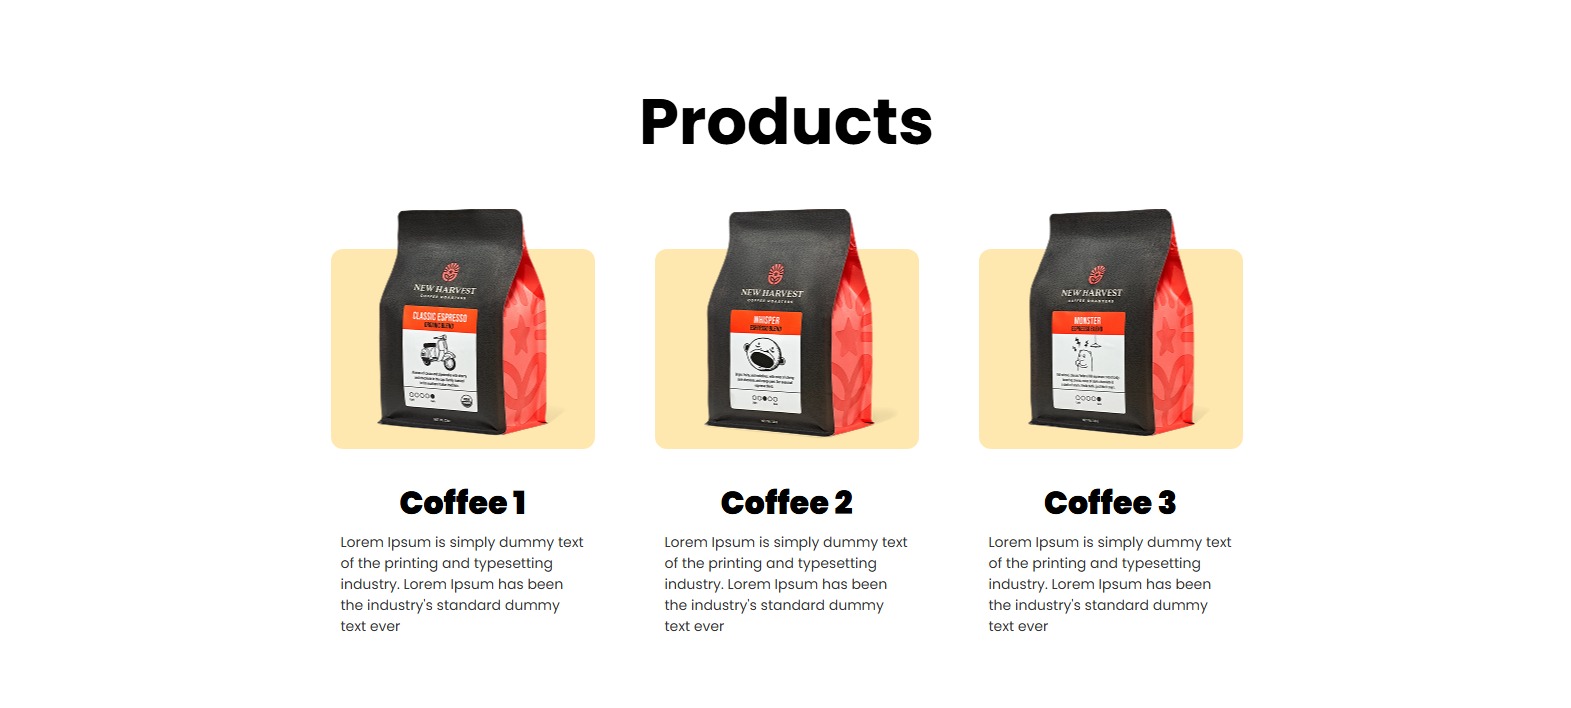 Products
NEW HARVEST
COFFEE ROASTERS
CLASSIC ESPRESSO
ORGANIC BLEND
NEW HARVEST
COFFEE ROASTERS
WHISPER
ESPRESSO BLEND
NEW HARVEST
COFFEE ROASTERS
MONSTER
Coffee 1
Lorem Ipsum is simply dummy text
of the printing and typesetting
industry. Lorem Ipsum has been
the industry's standard dummy
text ever
Coffee 2
Lorem Ipsum is simply dummy text
of the printing and typesetting
industry. Lorem Ipsum has been
the industry's standard dummy
text ever
Coffee 3
Lorem Ipsum is simply dummy text
of the printing and typesetting
industry. Lorem Ipsum has been
the industry's standard dummy
text ever